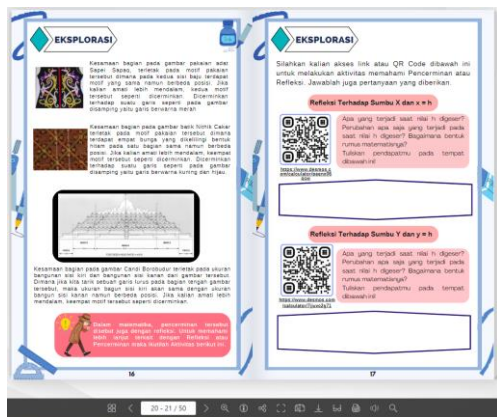 EKSPLORASI
Kesamaan bagian pada gambar pakaian adat
Sapei Sapaq, terletak pada motif pakaian
tersebut dimana pada kedua sisi baju terdapat
motif yang sama namun berbeda posisi. Jika
kalian amati lebih mendalam, kedua motif
tersebut seperti dicerminkan. Dicerminkan
terhadap suatu garis seperti pada gambar
disamping yaitu garis berwarna merah.
Kesamaan bagian pada gambar batik Nimik Cakar
terletak pada motif pakaian tersebut dimana
terdapat empat bunga yang dikelilingi bentuk
hitam pada satu bagian sama namun berbeda
posisi. Jika kalian amati lebih mendalam, keempat
motif tersebut seperti dicerminkan. Dicerminkan
terhadap suatu garis seperti pada gambar
disamping yaitu garis berwarna kuning dan hijau.
Kesamaan bagian pada gambar Candi Borobudur terletak pada ukuran
bangunan sisi kiri dan bangunan sisi kanan dari gambar tersebut.
Dimana jika kita tarik sebuah garis lurus pada bagian tengah gambar
tersebut, maka ukuran bagun sisi kiri akan sama dengan ukuran
bangun sisi kanan namun berbeda posisi. Jika kalian amati lebih
mendalam, keempat motif tersebut seperti dicerminkan.
Dalam matematika, pencerminan tersebut
disebut juga dengan refleksi. Untuk memahami
lebih lanjut terkait dengan Refleksi atau
Pencerminan maka ikutilah Aktivitas berikut ini.
16
EKSPLORASI
Silahkan kalian akses link atau QR Code dibawah ini
untuk melakukan aktivitas memahami Pencerminan atau
Refleksi. Jawablah juga pertanyaan yang diberikan.
Refleksi Terhadap Sumbu X dan x = h
Apa yang terjadi saat nilai h digeser?
Perubahan apa saja yang terjadi pada
saat nilai h digeser? Bagaimana bentuk
rumus matematanya?
Tuliskan pendapatmu pada tempat
dibawah ini!
Refleksi Terhadap Sumbu Y dan y = h
Apa yang terjadi saat nilai h digeser?
Perubahan apa saja yang terjadi pada
saat nilai h digeser? Bagaimana bentuk
rumus matematanya?
Tuliskan pendapatmu pada tempat
dibawah ini!
17
20 - 21 / 50